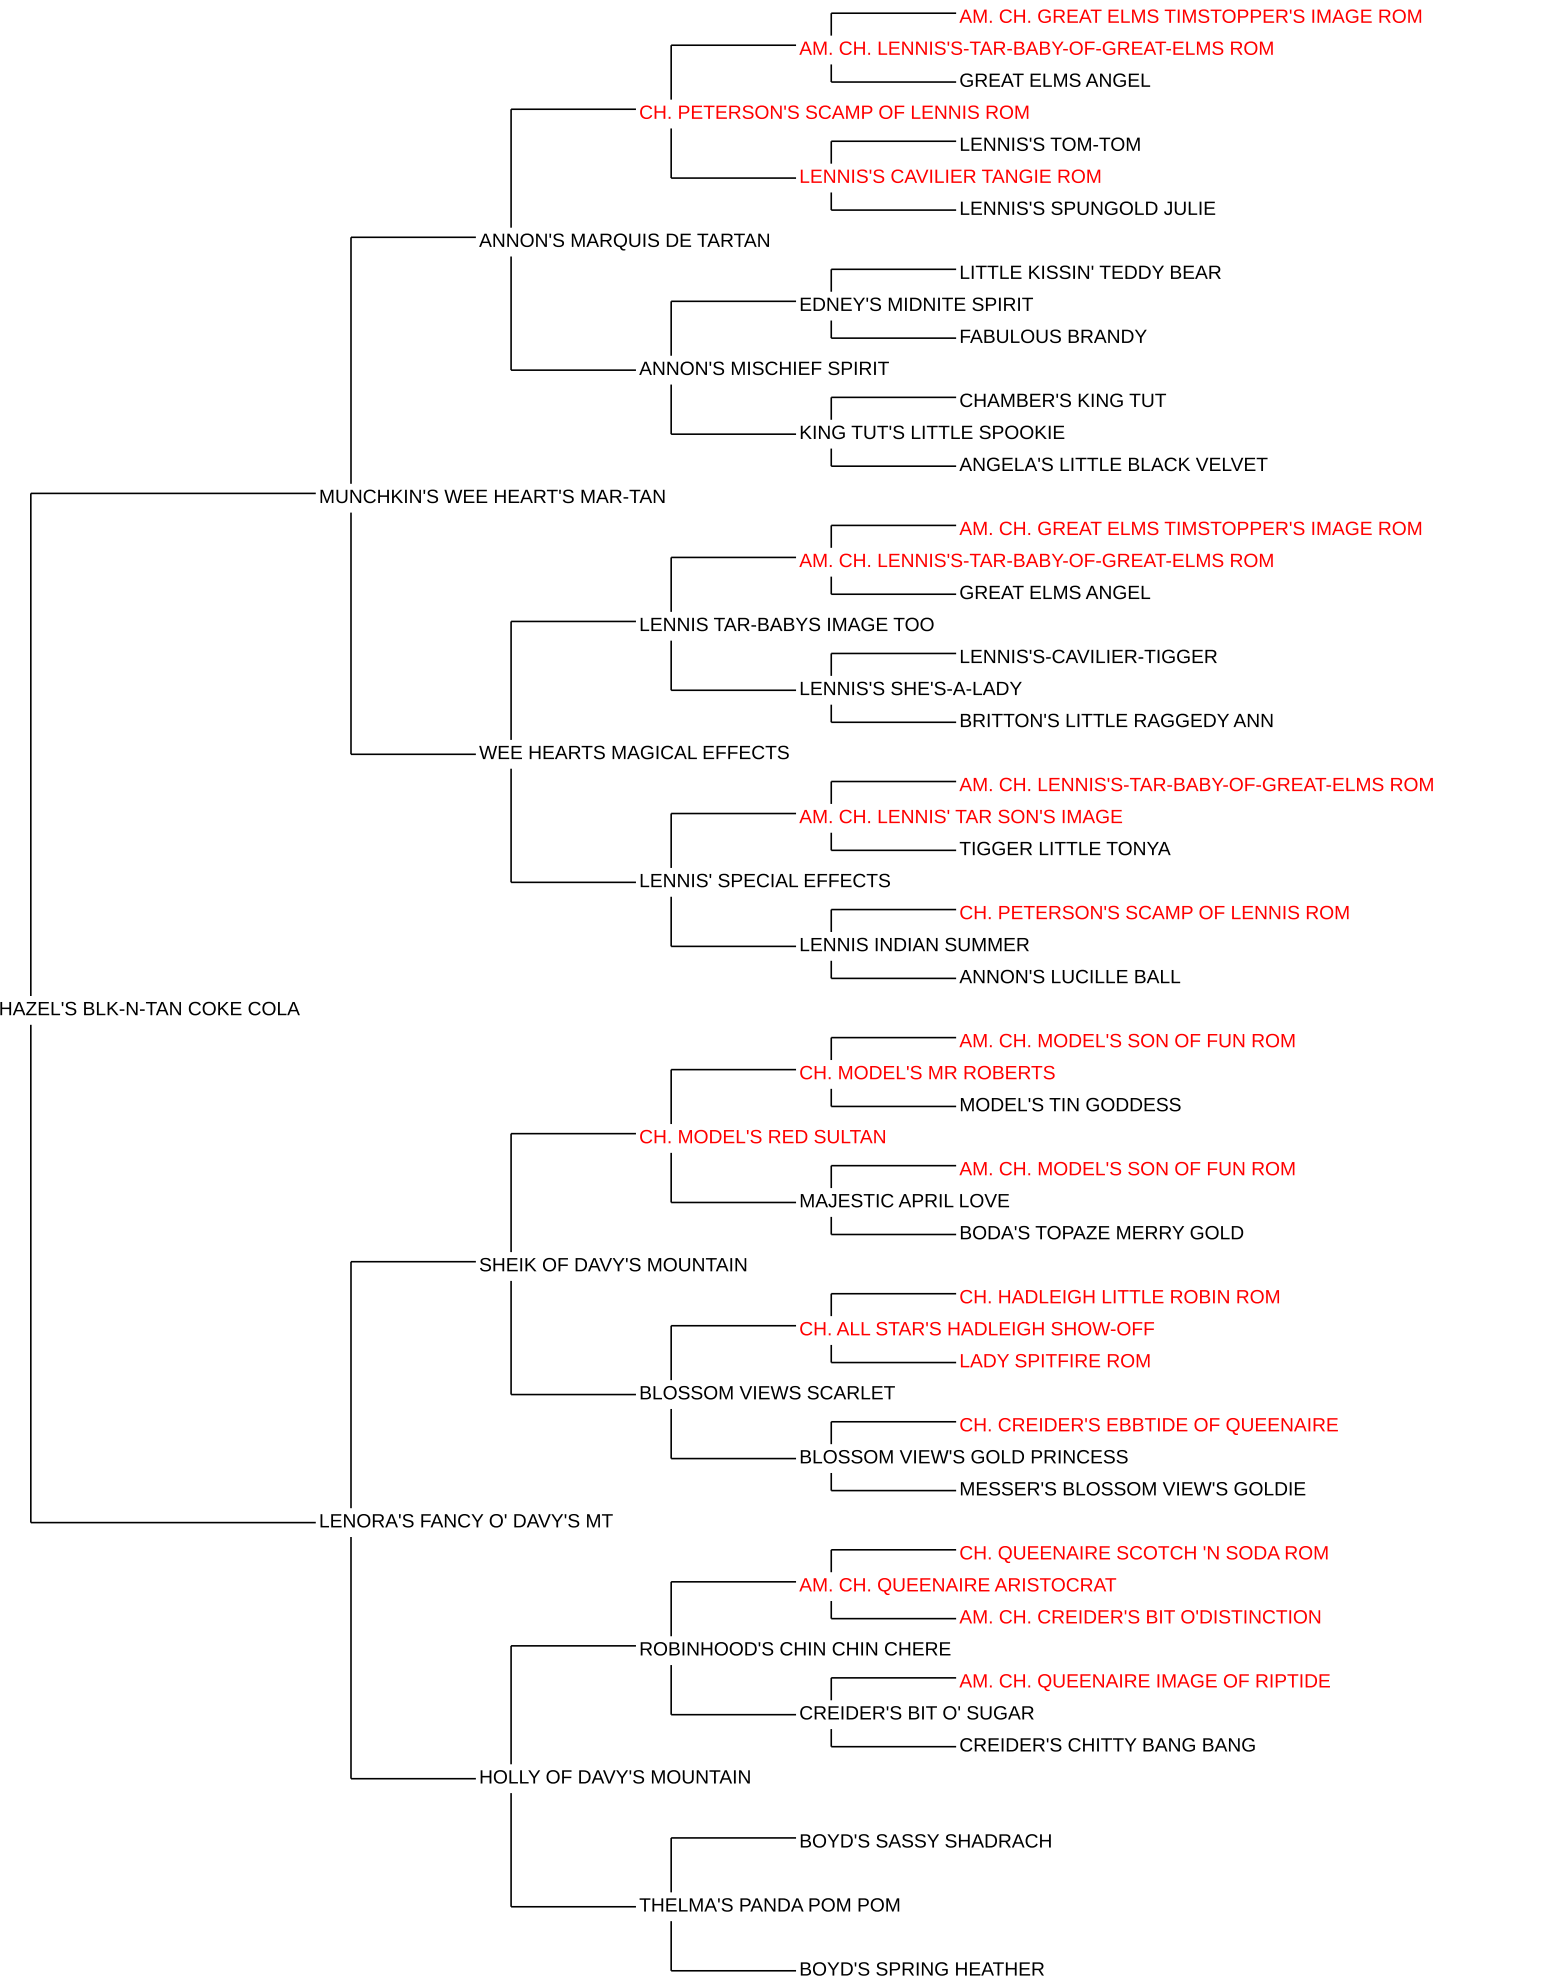 AM. CH. GREAT ELMS TIMSTOPPER'S IMAGE ROM
AM. CH. LENNIS'S-TAR-BABY-OF-GREAT-ELMS ROM
GREAT ELMS ANGEL
CH. PETERSON'S SCAMP OF LENNIS ROM
LENNIS'S TOM-TOM
LENNIS'S CAVILIER TANGIE ROM
LENNIS'S SPUNGOLD JULIE
ANNON'S MARQUIS DE TARTAN
LITTLE KISSIN' TEDDY BEAR
EDNEY'S MIDNITE SPIRIT
FABULOUS BRANDY
ANNON'S MISCHIEF SPIRIT
CHAMBER'S KING TUT
KING TUT'S LITTLE SPOOKIE
ANGELA'S LITTLE BLACK VELVET
MUNCHKIN'S WEE HEART'S MAR-TAN
AM. CH. GREAT ELMS TIMSTOPPER'S IMAGE ROM
AM. CH. LENNIS'S-TAR-BABY-OF-GREAT-ELMS ROM
GREAT ELMS ANGEL
LENNIS TAR-BABYS IMAGE TOO
LENNIS'S-CAVILIER-TIGGER
LENNIS'S SHE'S-A-LADY
BRITTON'S LITTLE RAGGEDY ANN
WEE HEARTS MAGICAL EFFECTS
AM. CH. LENNIS'S-TAR-BABY-OF-GREAT-ELMS ROM
AM. CH. LENNIS' TAR SON'S IMAGE
TIGGER LITTLE TONYA
LENNIS' SPECIAL EFFECTS
CH. PETERSON'S SCAMP OF LENNIS ROM
LENNIS INDIAN SUMMER
ANNON'S LUCILLE BALL
HAZEL'S BLK-N-TAN COKE COLA
AM. CH. MODEL'S SON OF FUN ROM
CH. MODEL'S MR ROBERTS
MODEL'S TIN GODDESS
CH. MODEL'S RED SULTAN
AM. CH. MODEL'S SON OF FUN ROM
MAJESTIC APRIL LOVE
BODA'S TOPAZE MERRY GOLD
SHEIK OF DAVY'S MOUNTAIN
CH. HADLEIGH LITTLE ROBIN ROM
CH. ALL STAR'S HADLEIGH SHOW-OFF
LADY SPITFIRE ROM
BLOSSOM VIEWS SCARLET
CH. CREIDER'S EBBTIDE OF QUEENAIRE
BLOSSOM VIEW'S GOLD PRINCESS
MESSER'S BLOSSOM VIEW'S GOLDIE
LENORA'S FANCY O' DAVY'S MT
CH. QUEENAIRE SCOTCH 'N SODA ROM
AM. CH. QUEENAIRE ARISTOCRAT
AM. CH. CREIDER'S BIT O'DISTINCTION
ROBINHOOD'S CHIN CHIN CHERE
AM. CH. QUEENAIRE IMAGE OF RIPTIDE
CREIDER'S BIT O' SUGAR
CREIDER'S CHITTY BANG BANG
HOLLY OF DAVY'S MOUNTAIN
BOYD'S SASSY SHADRACH
THELMA'S PANDA POM POM
BOYD'S SPRING HEATHER